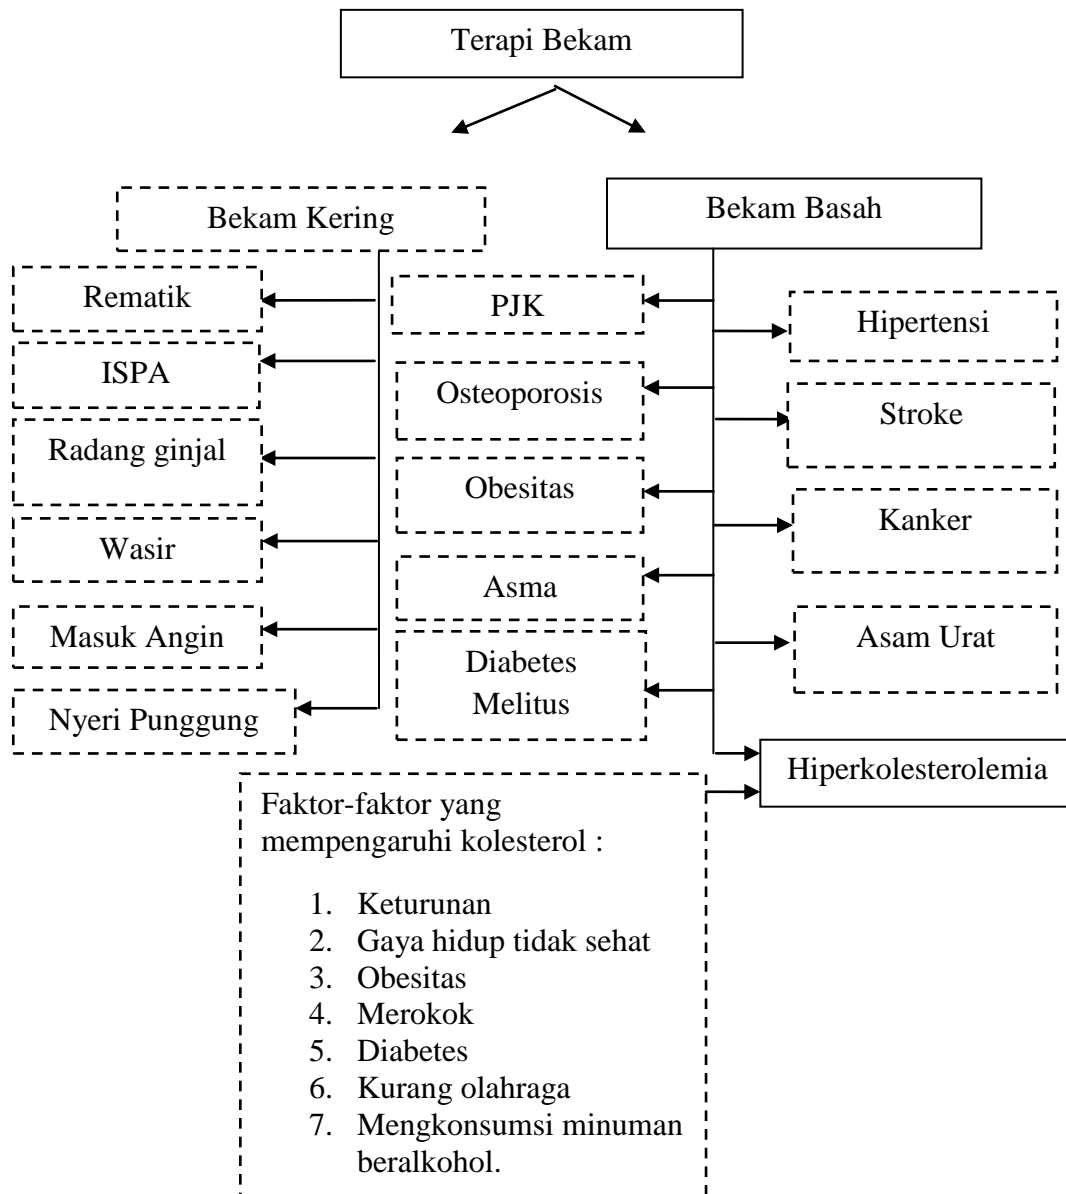 Terapi Bekam
Bekam Kering
Bekam Basah
Rematik
ISPA
Radang ginjal
Wasir
Masuk Angin
Nyeri Punggung
PJK
Osteoporosis
Obesitas
Asma
Diabetes
Melitus
Hipertensi
Stroke
Kanker
Asam Urat
Hiperkolesterolemia
Faktor-faktor yang
mempengaruhi kolesterol :
1. Keturunan
2. Gaya hidup tidak sehat
3. Obesitas
4. Merokok
5. Diabetes
6. Kurang olahraga
7. Mengkonsumsi minuman
beralkohol.